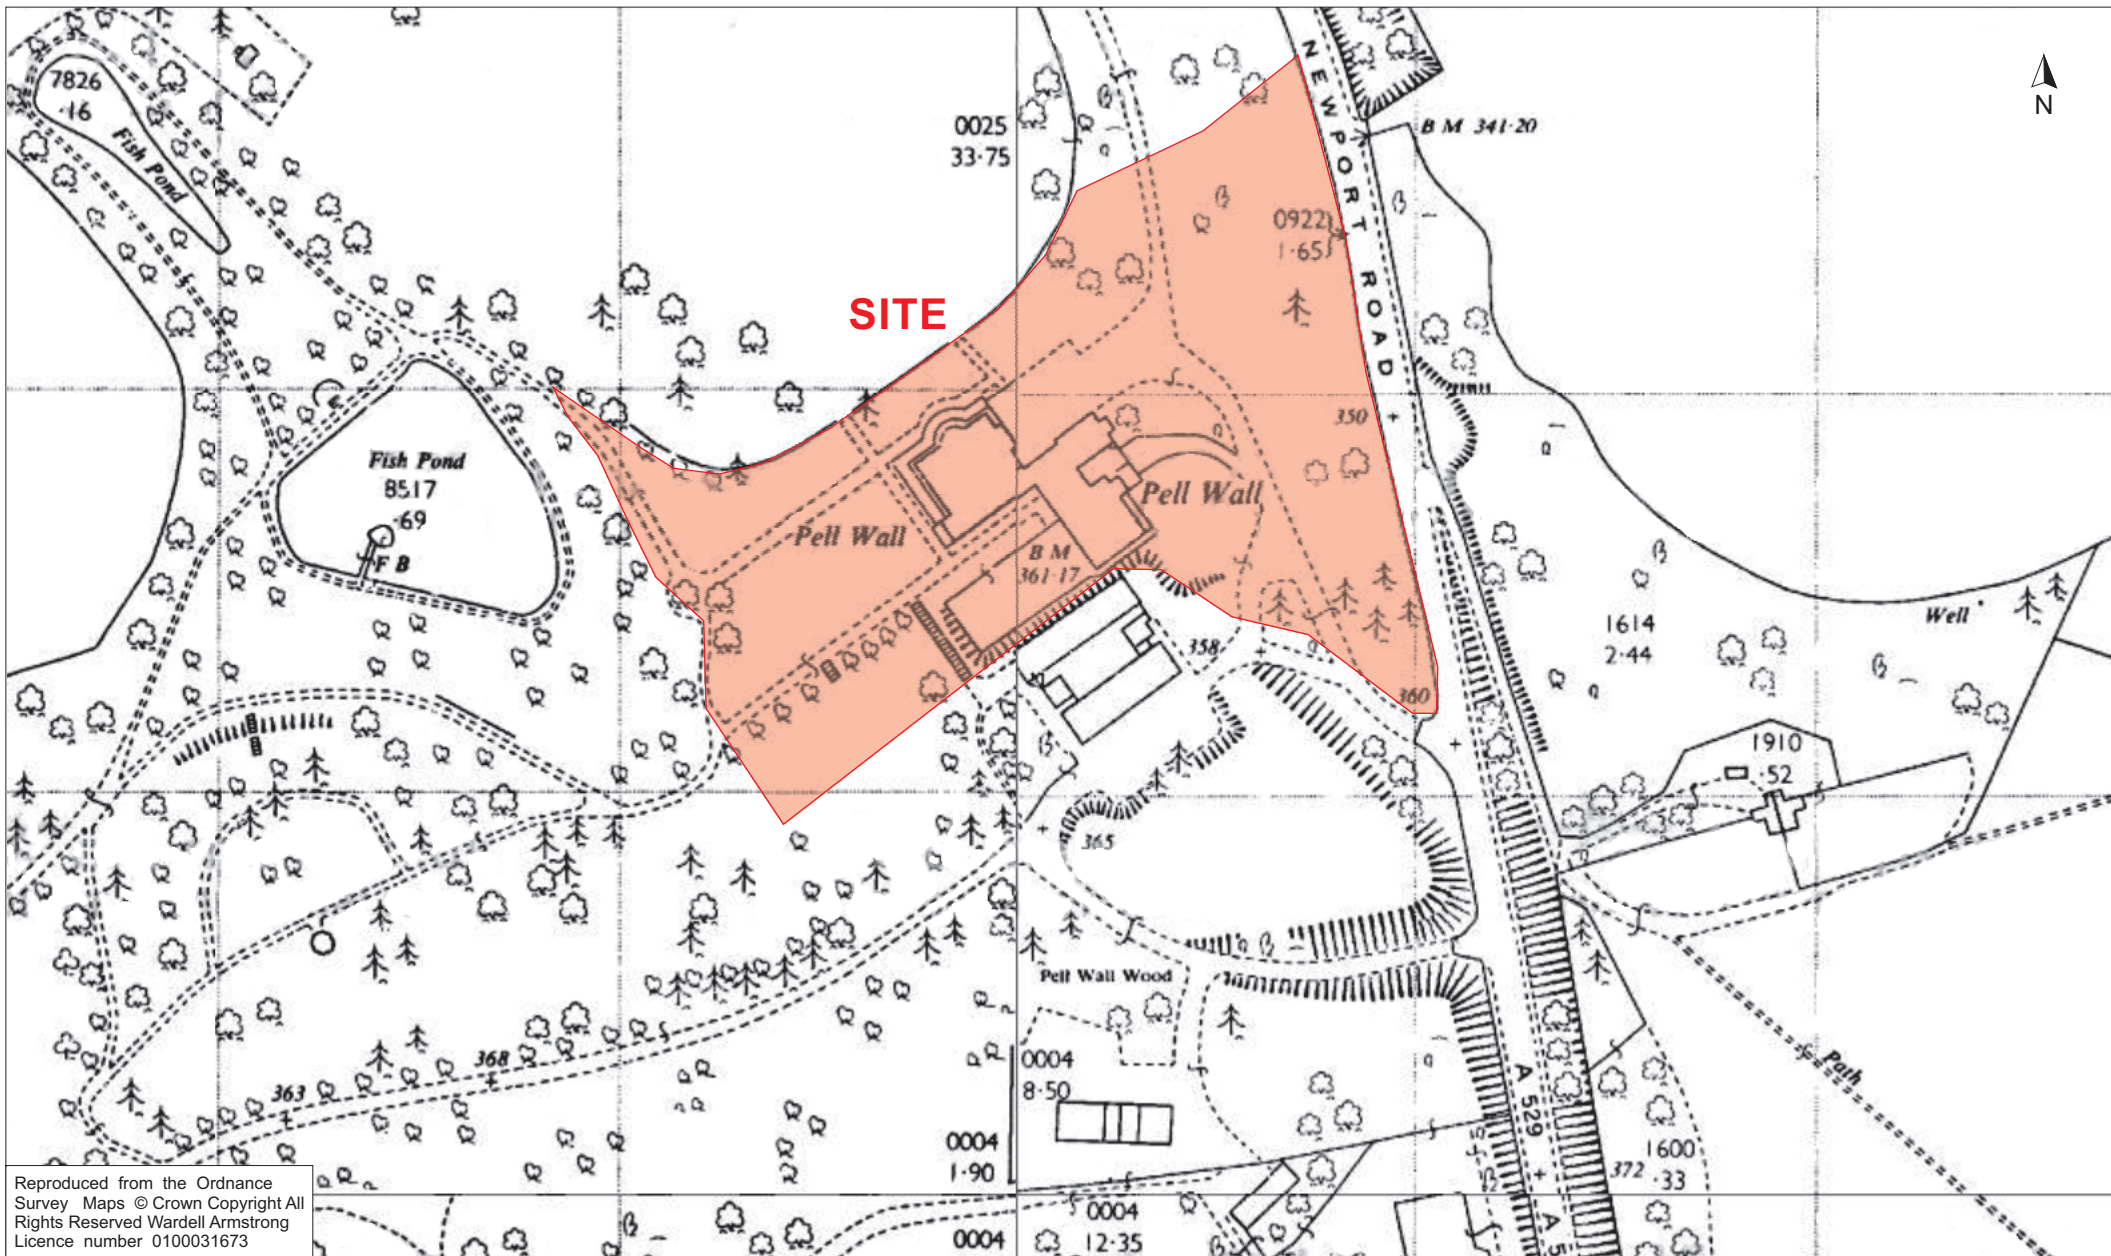 7826
·16
Fish Pond
0025
33·75
NEWPORT ROAD
B M 341·20
N
0922
1·65
SITE
350
Fish Pond
8517
·69
F B
Pell Wall
Pell Wall
B M
361·17
358
360
1614
2·44
Well
1910
·52
365
Pell Wall Wood
368
363
0004
8·50
Path
A 529
0004
1·90
1600
·33
372
0004
12·35
0004
A 5
Reproduced from the Ordnance
Survey Maps © Crown Copyright All
Rights Reserved Wardell Armstrong
Licence number 0100031673